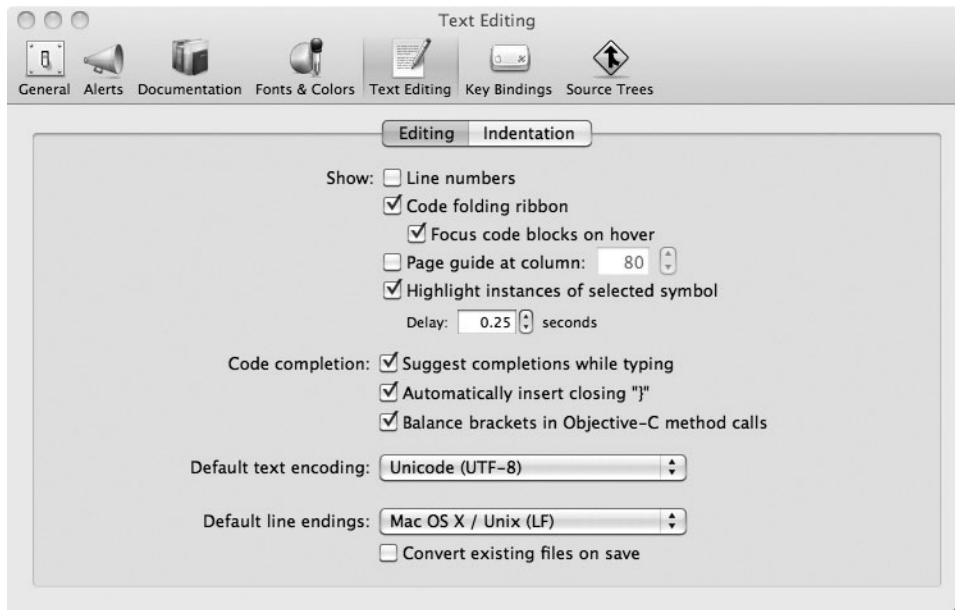 Text Editing
General Alerts Documentation Fonts & Colors Text Editing Key Bindings Source Trees
Editing Indentation
Show: Line numbers
Code folding ribbon
Focus code blocks on hover
Page guide at column: 80
Highlight instances of selected symbol
Delay: 0.25 seconds
Code completion: Suggest completions while typing
Automatically insert closing "}"
Balance brackets in Objective-C method calls
Default text encoding: Unicode (UTF-8)
Default line endings: Mac OS X / Unix (LF)
Convert existing files on save